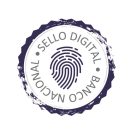 • SELLO DIGITAL •
BANCO NACIONAL